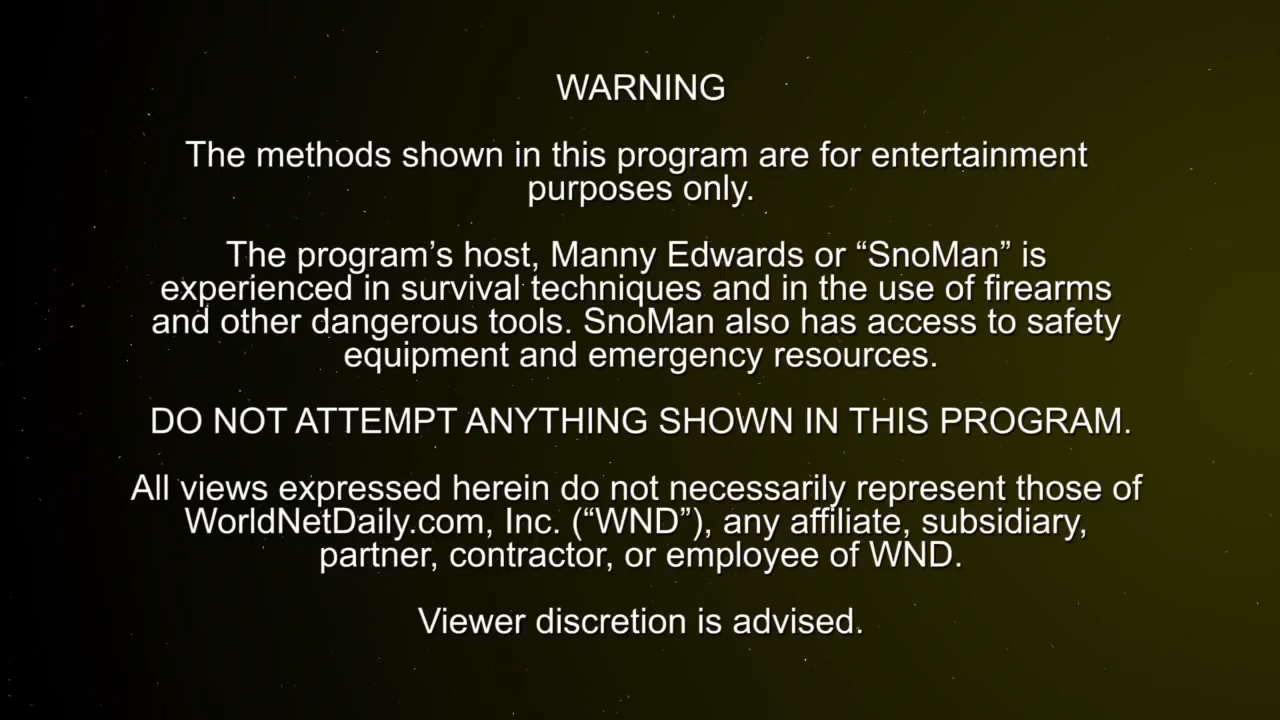 WARNING
The methods shown in this program are for entertainment
purposes only.
The program’s host, Manny Edwards or “SnoMan” is
experienced in survival techniques and in the use of firearms
and other dangerous tools. SnoMan also has access to safety
equipment and emergency resources.
DO NOT ATTEMPT ANYTHING SHOWN IN THIS PROGRAM.
All views expressed herein do not necessarily represent those of
WorldNetDaily.com, Inc. (“WND”), any affiliate, subsidiary,
partner, contractor, or employee of WND.
Viewer discretion is advised.